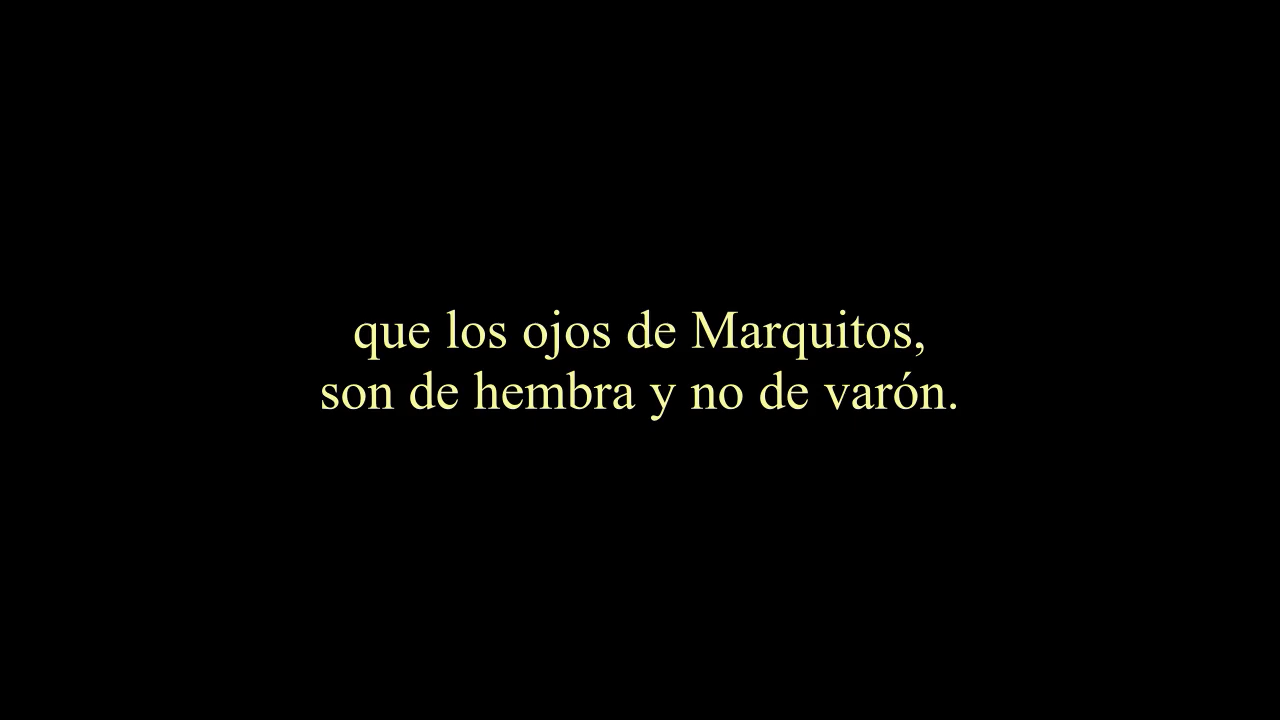 que los ojos de Marquitos,
son de hembra y no de varón.